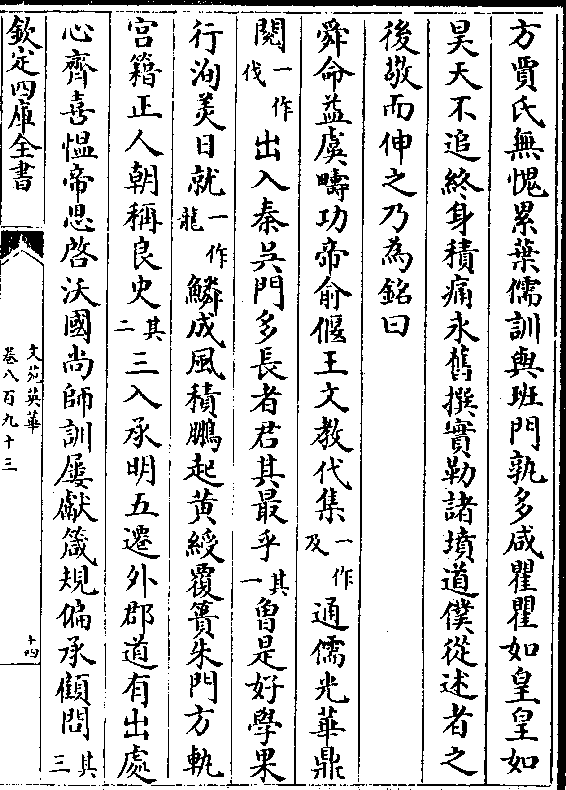 方賈氏無愧累葉儒訓與班門孰多咸瞿瞿如皇皇如
昊天不追終身積痛永舊撰實勒諸墳道僕從述者之
後敬而伸之乃為銘曰
舜命益虞疇功帝俞偃王文教代集一作及通儒光華鼎
閥一作伐出入秦吳門多長者君其最乎其一曾是好學果
行洵美日就一作龍鱗成風積鵬起黄綬覆簣朱門方軌
宫籍正人朝稱良史其二三入承明五遷外郡道有出處
心齊喜愠帝思啓沃國尚師訓屢獻箴規偏承顧問其三
欽定四庫全書
文苑英華
卷八百九十三
十四